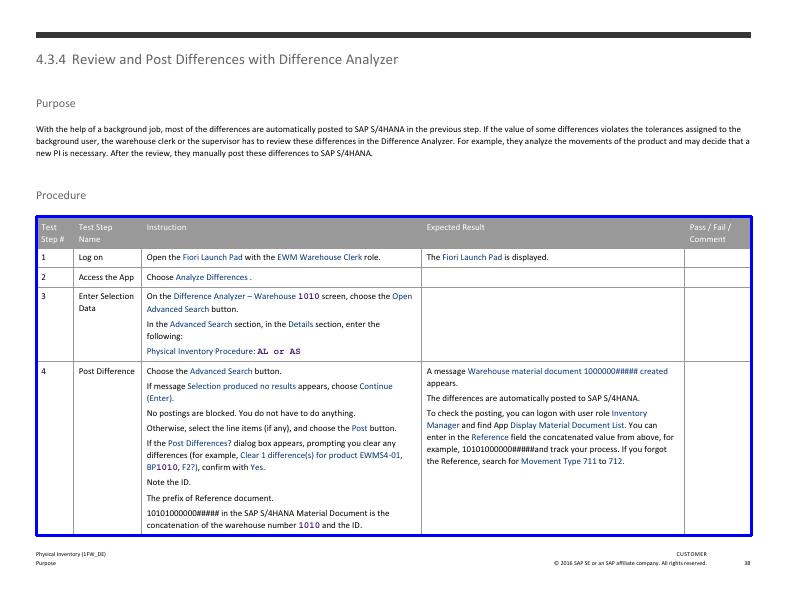 4.3.4 Review and Post Differences with Difference Analyzer
Purpose
With the help of a background job, most of the differences are automatically posted to SAP S/4HANA in the previous step. If the value of some differences violates the tolerances assigned to the
background user, the warehouse clerk or the supervisor has to review these differences in the Difference Analyzer. For example, they analyze the movements of the product and may decide that a
new PI is necessary. After the review, they manually post these differences to SAP S/4HANA.
Procedure
Test
Step #
Test Step
Name
Instruction
Expected Result
Pass / Fail /
Comment
1
Log on
Open the Fiori Launch Pad with the EWM Warehouse Clerk role.
The Fiori Launch Pad is displayed.
2
Access the App
Choose Analyze Differences .
3
Enter Selection
Data
On the Difference Analyzer – Warehouse 1010 screen, choose the Open
Advanced Search button.
In the Advanced Search section, in the Details section, enter the
following:
Physical Inventory Procedure: AL or AS
4
Post Difference
Choose the Advanced Search button.
If message Selection produced no results appears, choose Continue
(Enter).
No postings are blocked. You do not have to do anything.
Otherwise, select the line items (if any), and choose the Post button.
If the Post Differences? dialog box appears, prompting you clear any
differences (for example, Clear 1 difference(s) for product EWMS4-01,
BP1010, F2?), confirm with Yes.
Note the ID.
The prefix of Reference document.
10101000000##### in the SAP S/4HANA Material Document is the
concatenation of the warehouse number 1010 and the ID.
A message Warehouse material document 1000000##### created
appears.
The differences are automatically posted to SAP S/4HANA.
To check the posting, you can logon with user role Inventory
Manager and find App Display Material Document List. You can
enter in the Reference field the concatenated value from above, for
example, 10101000000#####and track your process. If you forgot
the Reference, search for Movement Type 711 to 712.
Physical Inventory (1FW_DE)
Purpose
CUSTOMER
© 2016 SAP SE or an SAP affiliate company. All rights reserved.
38